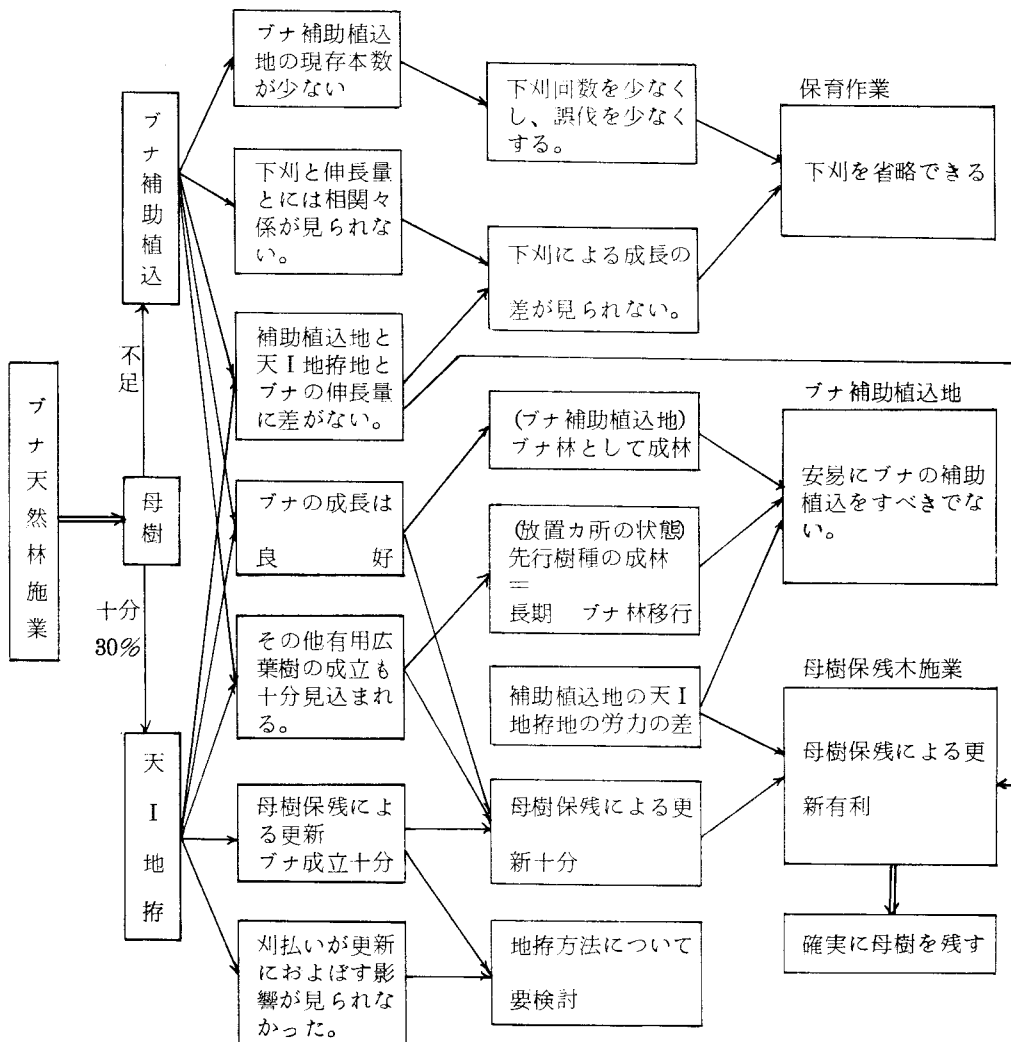 ブナ天然林施業
母樹
不足
十分
30%
ブナ補助植込
天Ⅰ地拵
ブナ補助植込
地の現存本数
が少ない
下刈と伸長量
とには相関々
係が見られな
い。
補助植込地と
天Ⅰ地拵地と
ブナの伸長量
に差がない。
ブナの成長は
良 好
その他有用広
葉樹の成立も
十分見込まれ
る。
母樹保残によ
る更新
ブナ成立十分
刈払いが更新
におよぼす影
響が見られな
かった。
下刈回数を少なく
し、誤伐を少なく
する。
下刈による成長の
差が見られない。
(ブナ補助植込地)
ブナ林として成林
(放置カ所の状態)
先行樹種の成林
=
長期 ブナ林移行
補助植込地の天Ⅰ
地拵地の労力の差
母樹保残による更
新十分
地拵方法について
要検討
保育作業
下刈を省略できる
ブナ補助植込地
安易にブナの補助
植込をすべきでな
い。
母樹保残木施業
母樹保残による更
新有利
確実に母樹を残す